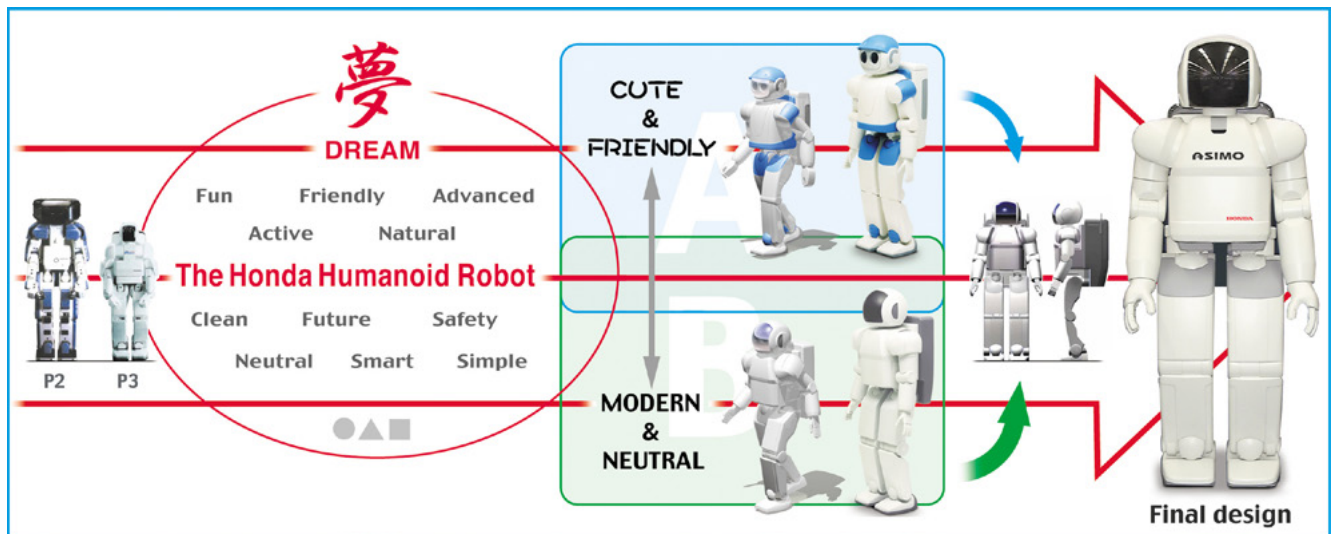 夢
DREAM
Fun Friendly Advanced
Active Natural
The Honda Humanoid Robot
Clean Future Safety
Neutral Smart Simple
P2 P3
A
CUTE
&
FRIENDLY
B
MODERN
&
NEUTRAL
ASIMO
HONDA
Final design